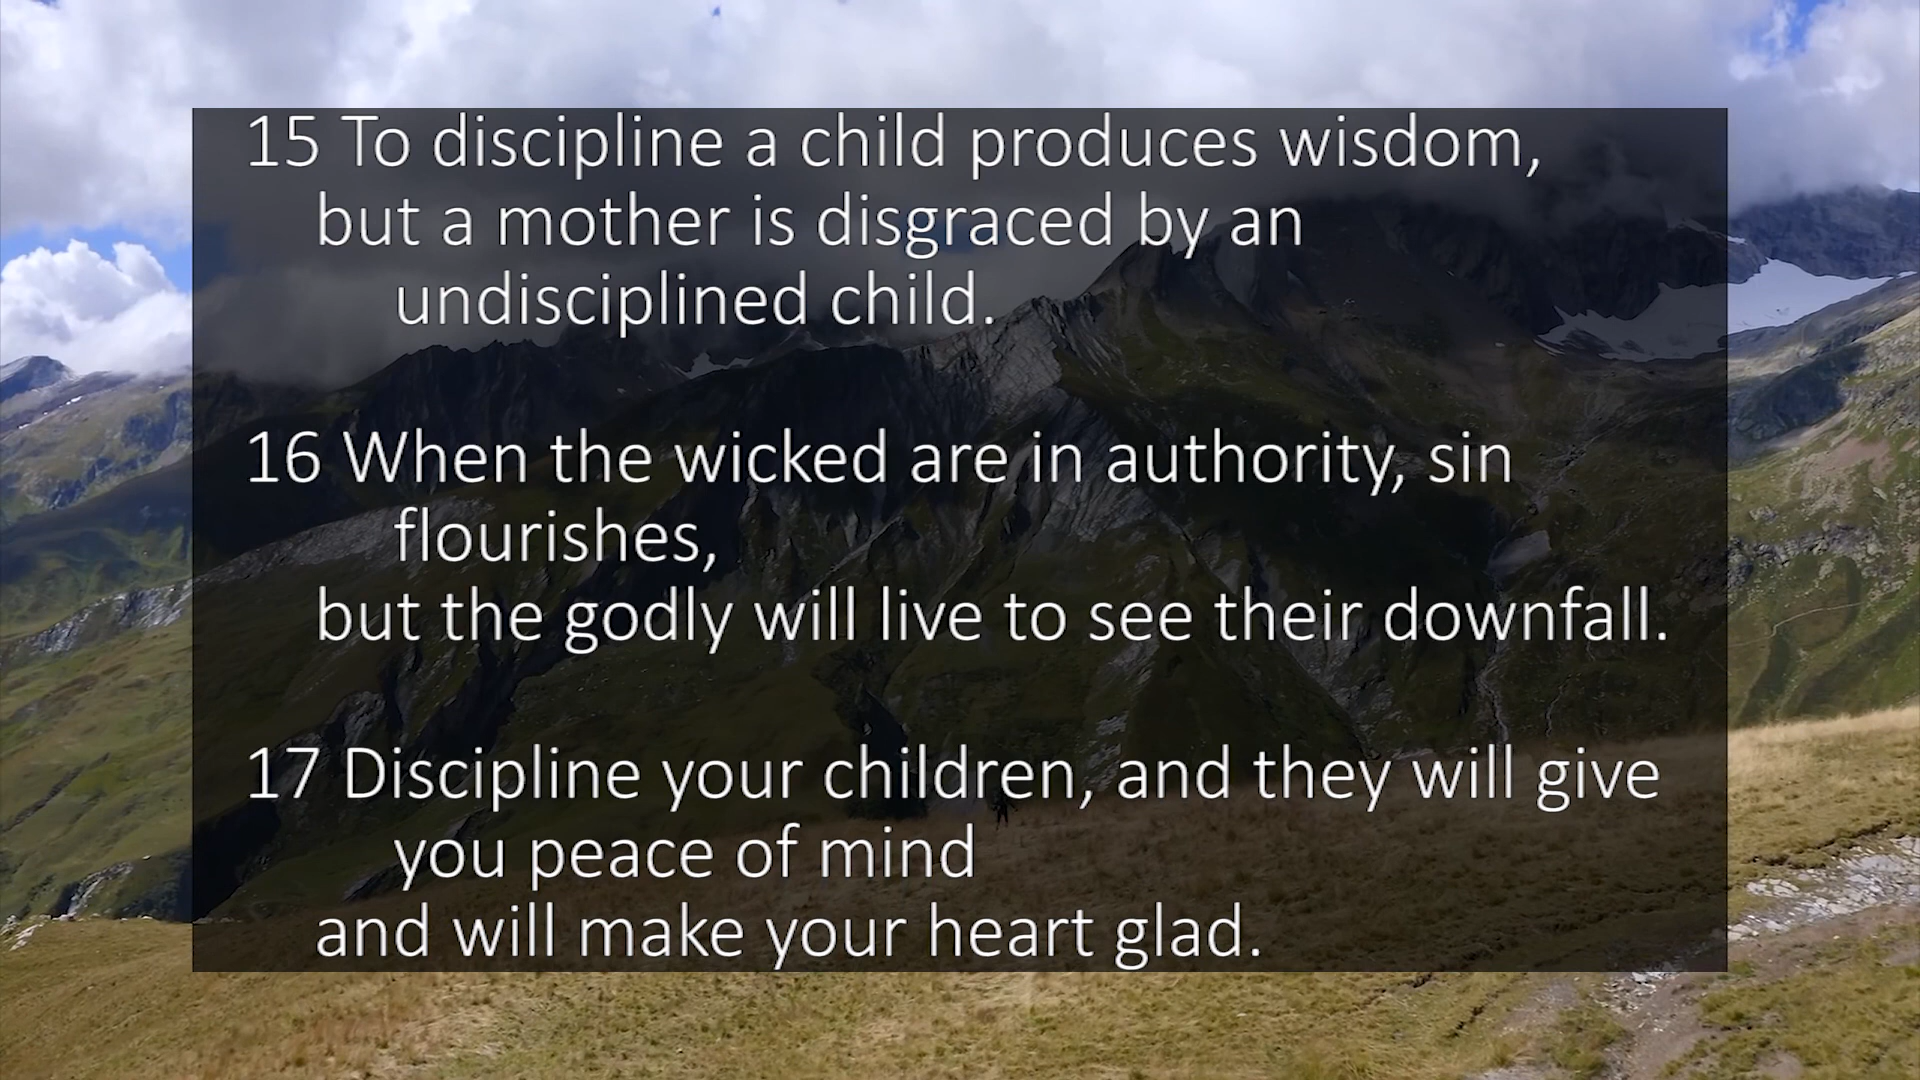 15 To discipline a child produces wisdom,
but a mother is disgraced by an
undisciplined child.
16 When the wicked are in authority, sin
flourishes,
but the godly will live to see their downfall.
17 Discipline your children, and they will give
you peace of mind
and will make your heart glad.